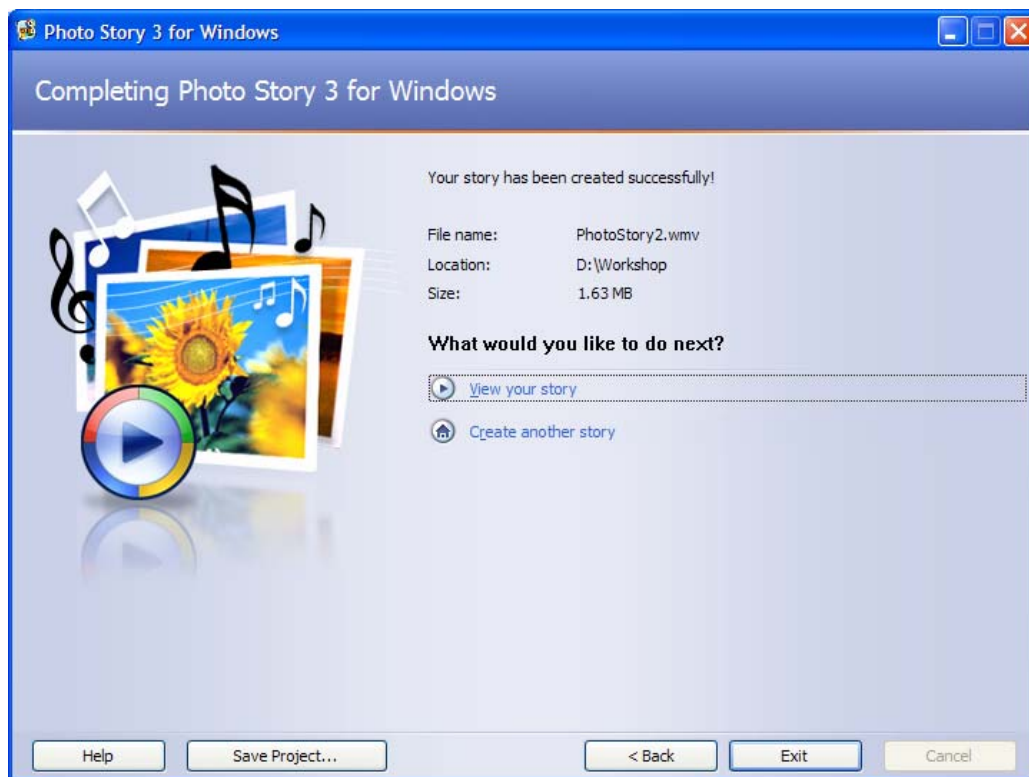 Photo Story 3 for Windows
Completing Photo Story 3 for Windows
Your story has been created successfully!
File name: PhotoStory2.wmv
Location: D:\Workshop
Size: 1.63 MB
What would you like to do next?
View your story
Create another story
Help Save Project... < Back Exit Cancel